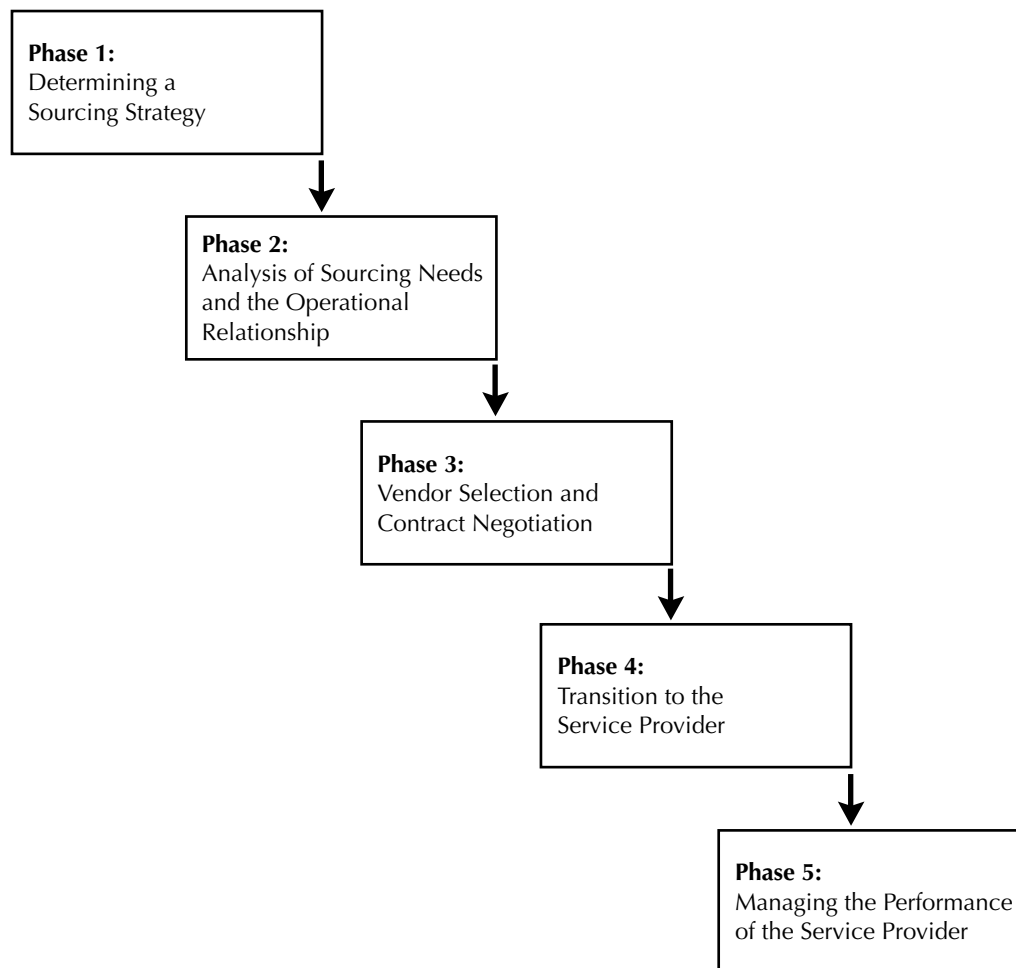 Phase 1:
Determining a
Sourcing Strategy
Phase 2:
Analysis of Sourcing Needs
and the Operational
Relationship
Phase 3:
Vendor Selection and
Contract Negotiation
Phase 4:
Transition to the
Service Provider
Phase 5:
Managing the Performance
of the Service Provider